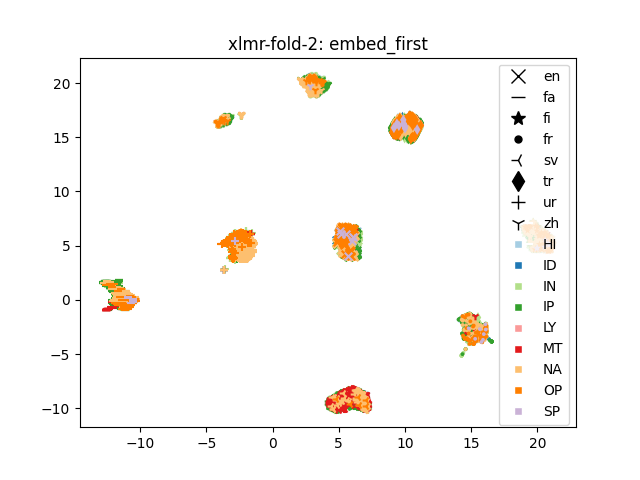 xlmr-fold-2: embed_first
20
15
10
5
0
−5
−10
−10
−5
0
5
10
15
20
en
fa
fi
fr
sv
tr
ur
zh
HI
ID
IN
IP
LY
MT
NA
OP
SP